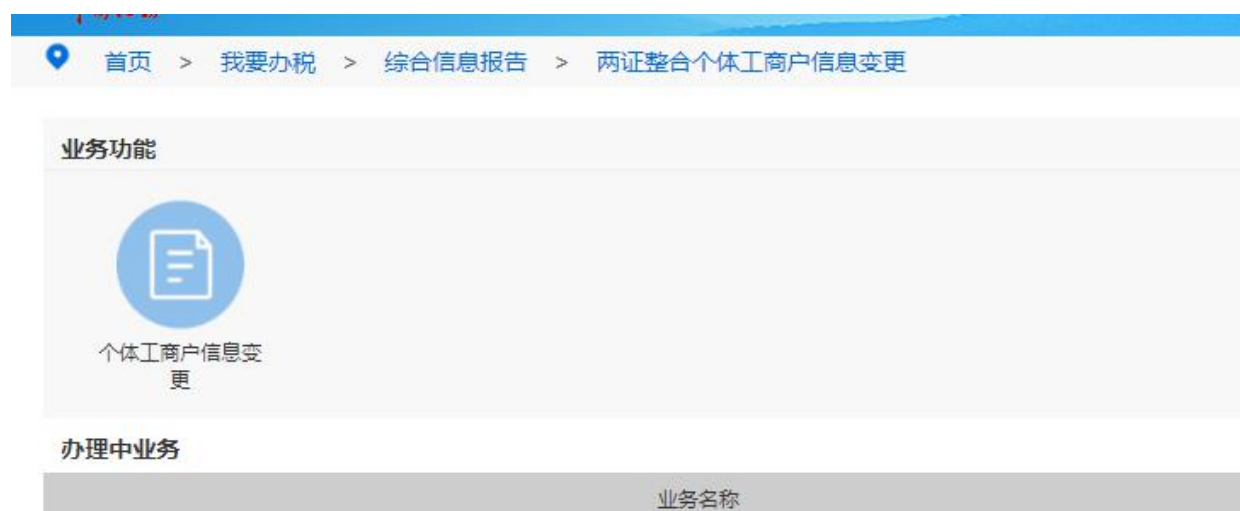 首页 > 我要办税 > 综合信息报告 > 两证整合个体工商户信息变更
业务功能
个体工商户信息变
更
办理中业务
业务名称